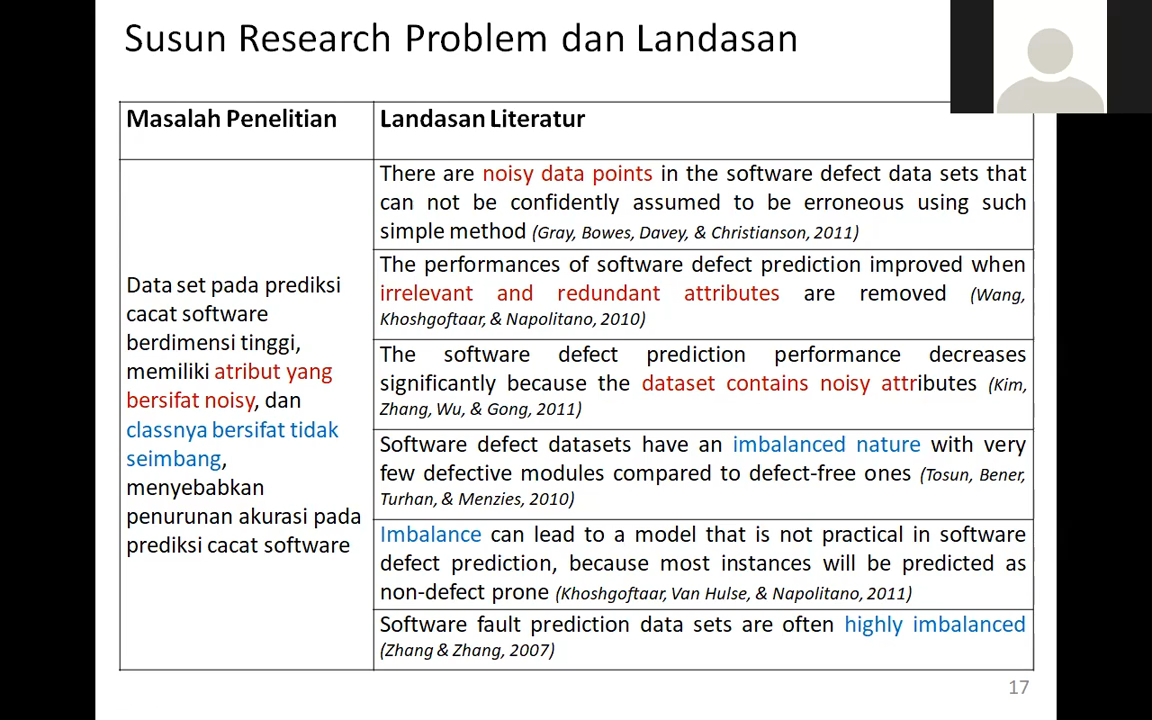 Susun Research Problem dan Landasan
Masalah Penelitian
Landasan Literatur
Data set pada prediksi
cacat software
berdimensi tinggi,
memiliki atribut yang
bersifat noisy, dan
classnya bersifat tidak
seimbang,
menyebabkan
penurunan akurasi pada
prediksi cacat software
There are noisy data points in the software defect data sets that
can not be confidently assumed to be erroneous using such
simple method (Gray, Bowes, Davey, & Christianson, 2011)
The performances of software defect prediction improved when
irrelevant and redundant attributes are removed (Wang,
Khoshgoftaar, & Napolitano, 2010)
The software defect prediction performance decreases
significantly because the dataset contains noisy attributes (Kim,
Zhang, Wu, & Gong, 2011)
Software defect datasets have an imbalanced nature with very
few defective modules compared to defect-free ones (Tosun, Bener,
Turhan, & Menzies, 2010)
Imbalance can lead to a model that is not practical in software
defect prediction, because most instances will be predicted as
non-defect prone (Khoshgoftaar, Van Hulse, & Napolitano, 2011)
Software fault prediction data sets are often highly imbalanced
(Zhang & Zhang, 2007)
17